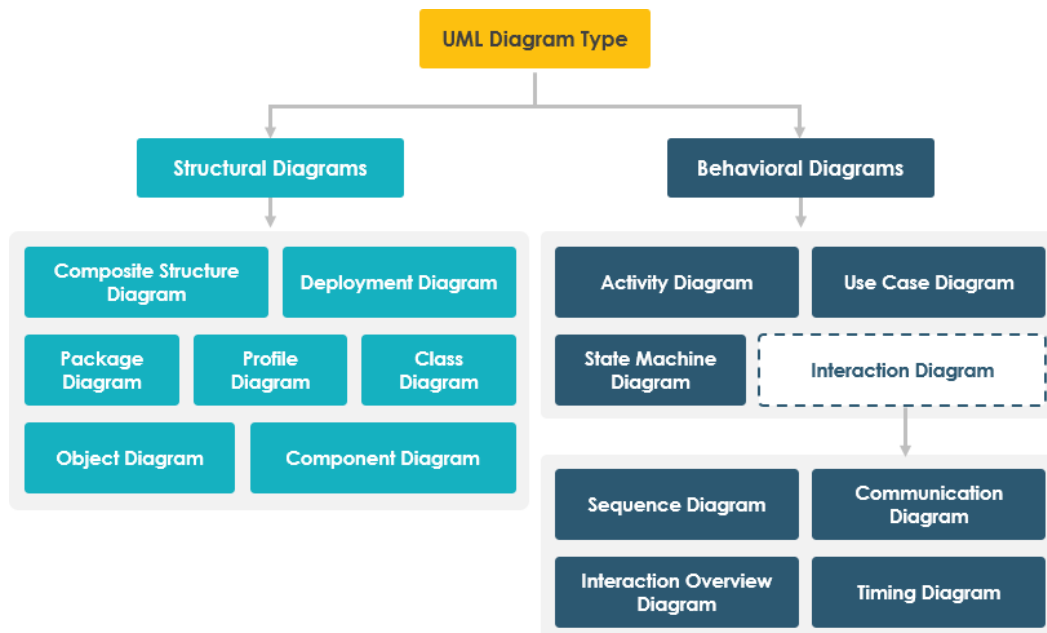 UML Diagram Type
Structural Diagrams
Behavioral Diagrams
Composite Structure
Diagram
Deployment Diagram
Package
Diagram
Profile
Diagram
Class
Diagram
Object Diagram
Component Diagram
Activity Diagram
Use Case Diagram
State Machine
Diagram
Interaction Diagram
Sequence Diagram
Communication
Diagram
Interaction Overview
Diagram
Timing Diagram